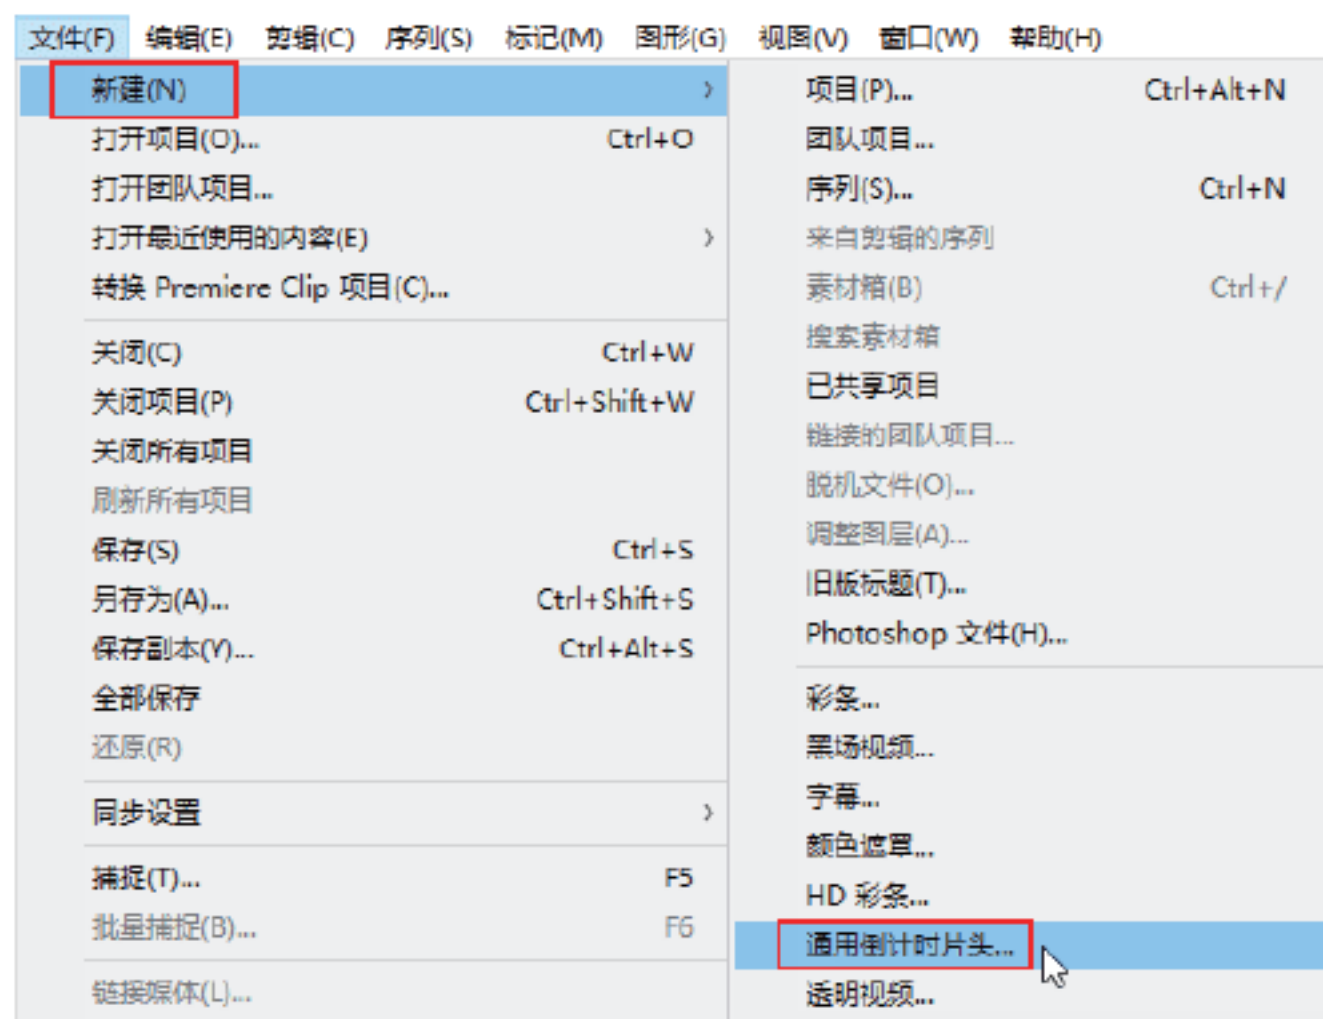 文件(F) 编辑(E) 剪辑(C) 序列(S) 标记(M) 图形(G) 视图(V) 窗口(W) 帮助(H)
新建(N)
打开项目(O)... Ctrl+O
打开团队项目...
打开最近使用的内容(E)
转换 Premiere Clip 项目(C)...
关闭(C) Ctrl+W
关闭项目(P) Ctrl+Shift+W
关闭所有项目
刷新所有项目
保存(S) Ctrl+S
另存为(A)... Ctrl+Shift+S
保存副本(Y)... Ctrl+Alt+S
全部保存
还原(R)
同步设置
捕捉(T)... F5
批量捕捉(B)... F6
链接媒体(L)...
项目(P)... Ctrl+Alt+N
团队项目...
序列(S)... Ctrl+N
来自剪辑的序列
素材箱(B) Ctrl+/
搜索素材箱
已共享项目
链接的团队项目...
脱机文件(O)...
调整图层(A)...
旧版标题(T)...
Photoshop 文件(H)...
彩条...
黑场视频...
字幕...
颜色遮罩...
HD 彩条...
通用倒计时片头...
透明视频...